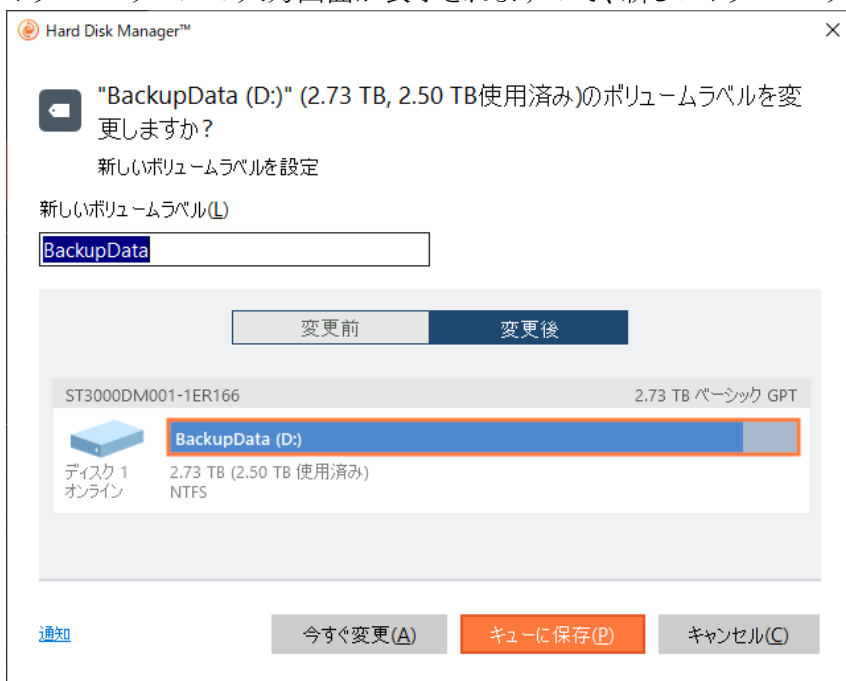 Hard Disk Manager™
"BackupData (D:)" (2.73 TB, 2.50 TB使用済み)のボリュームラベルを変
更しますか?
新しいボリュームラベルを設定
新しいボリュームラベル(L)
BackupData
変更前 変更後
ST3000DM001-1ER166 2.73 TB ベーシック GPT
BackupData (D:)
ディスク 1 2.73 TB (2.50 TB 使用済み)
オンライン NTFS
通知 今すぐ変更(A) キューに保存(P) キャンセル(C)